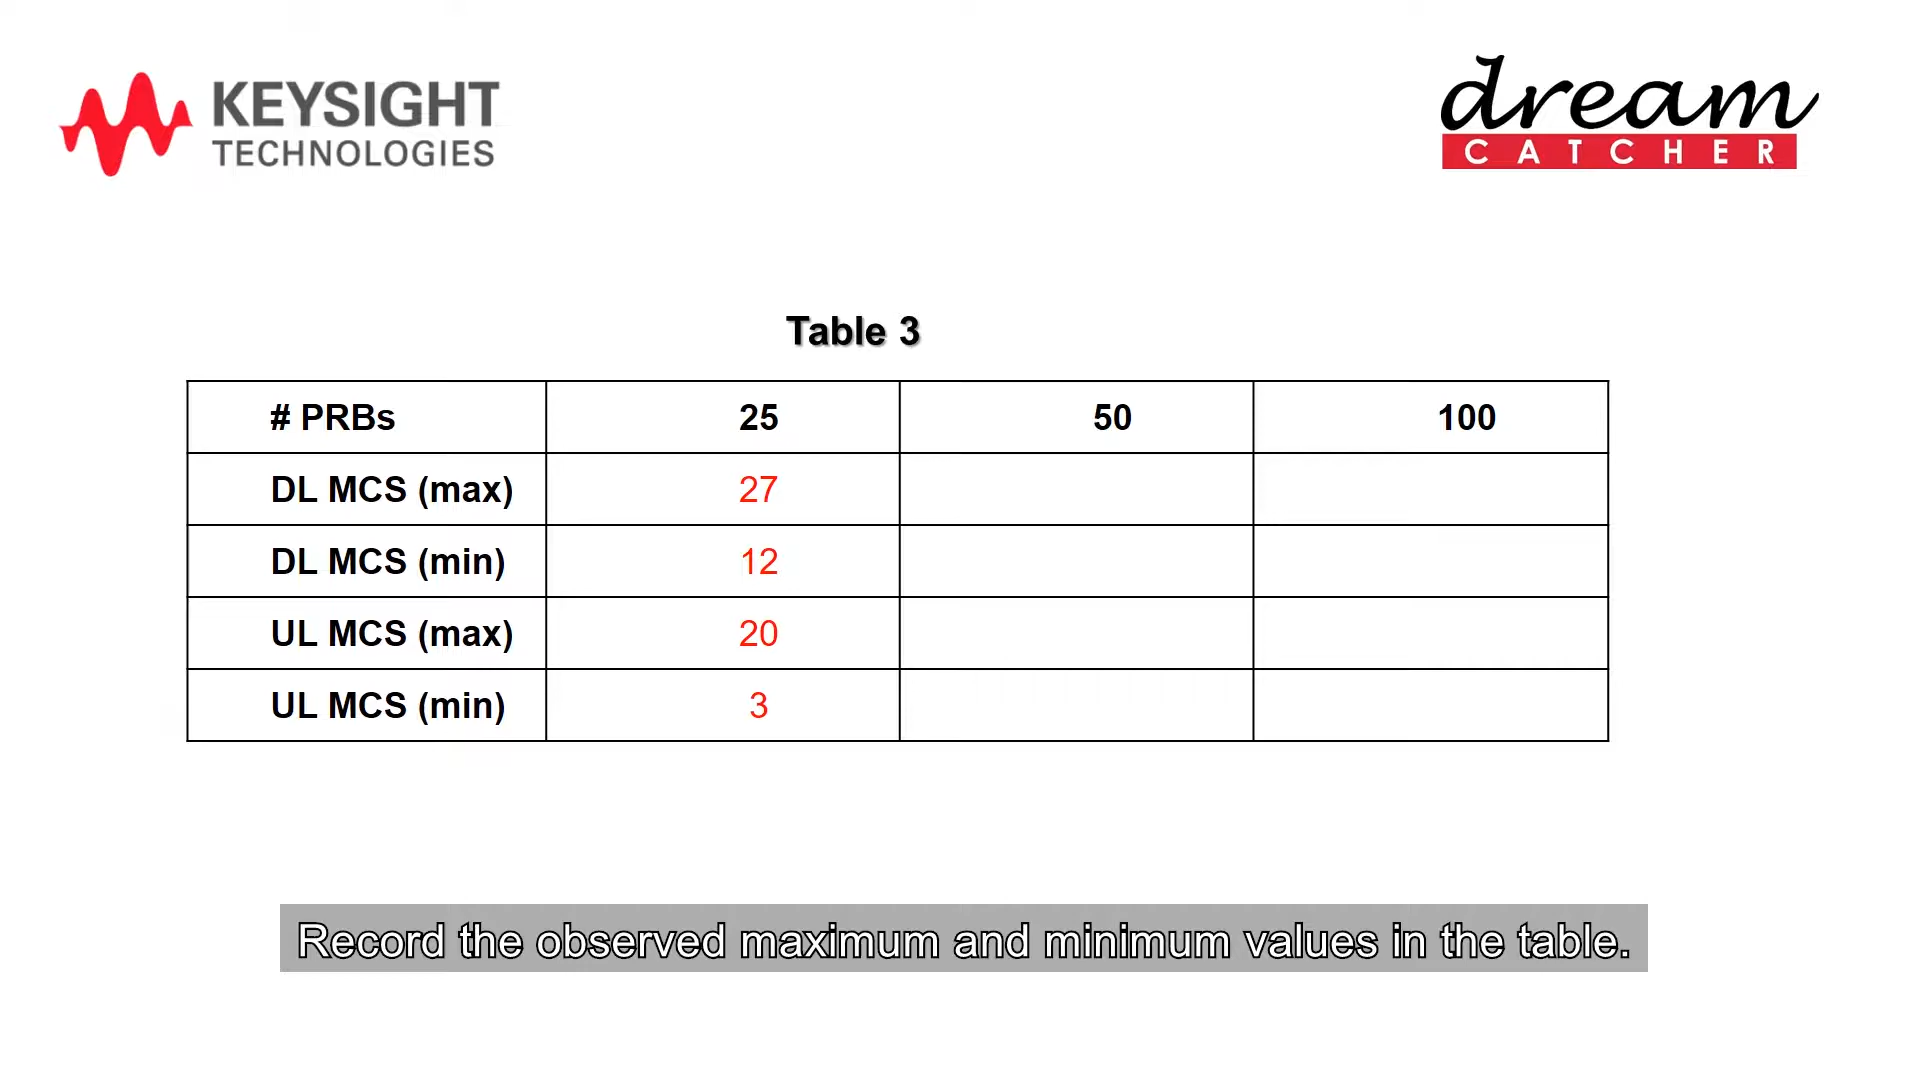 KEYSIGHT
TECHNOLOGIES
dream
CATCHER
Table 3
# PRBs 25 50 100
DL MCS (max) 27
DL MCS (min) 12
UL MCS (max) 20
UL MCS (min) 3
Record the observed maximum and minimum values in the table.